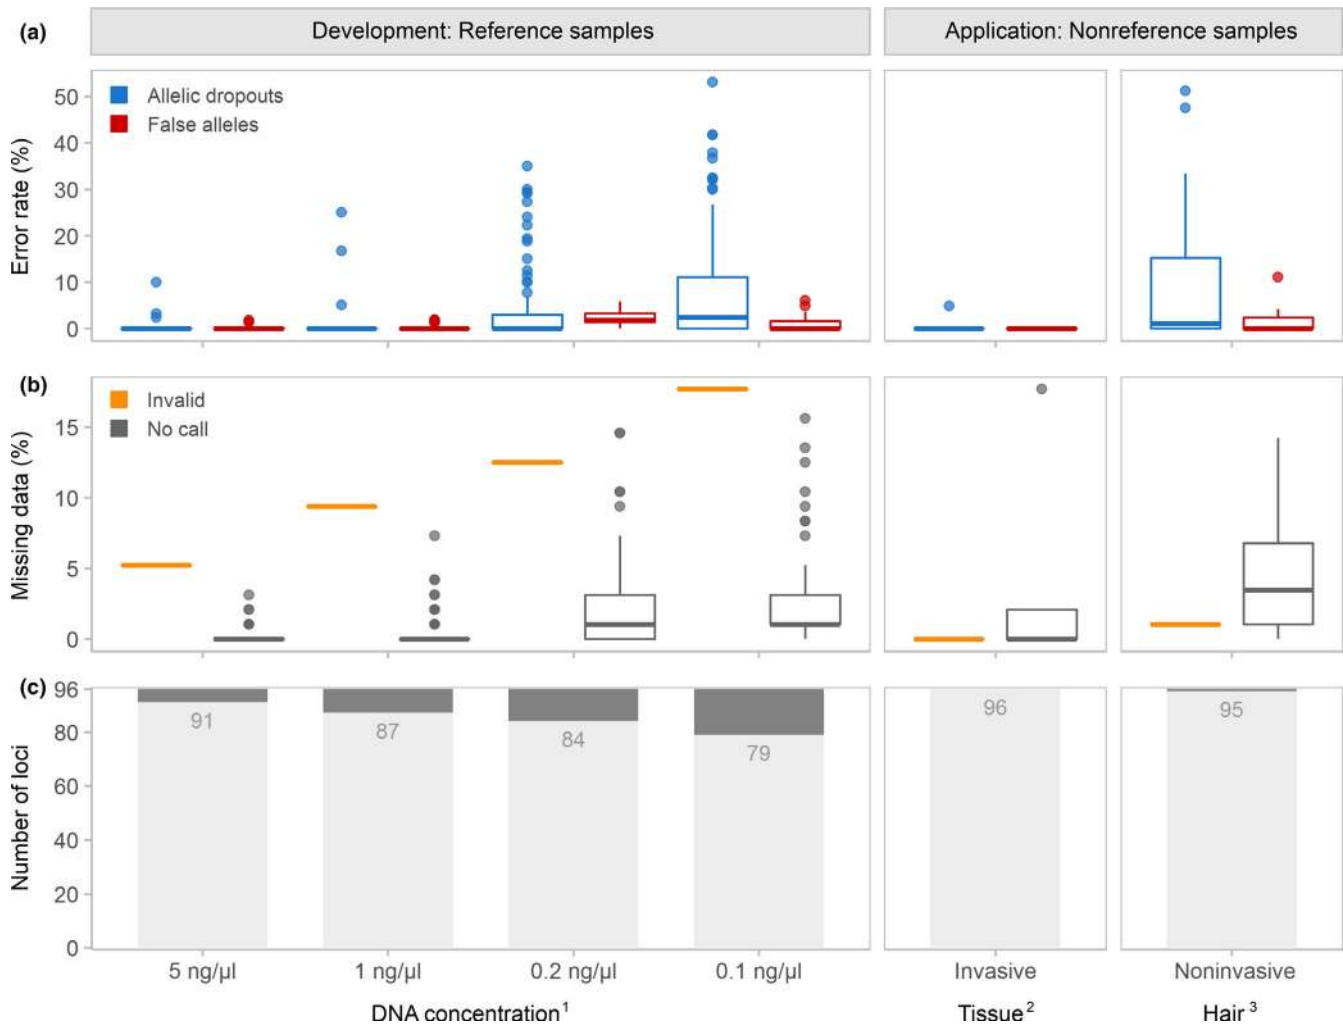 (a)
Development: Reference samples
Application: Nonreference samples
Error rate (%)
50
40
30
20
10
0
Allelic dropouts
False alleles
(b)
Missing data (%)
15
10
5
0
Invalid
No call
(c)
Number of loci
96
80
60
40
20
0
91
87
84
79
96
95
5 ng/µl
1 ng/µl
0.2 ng/µl
0.1 ng/µl
Invasive
Noninvasive
DNA concentration¹
Tissue²
Hair ³